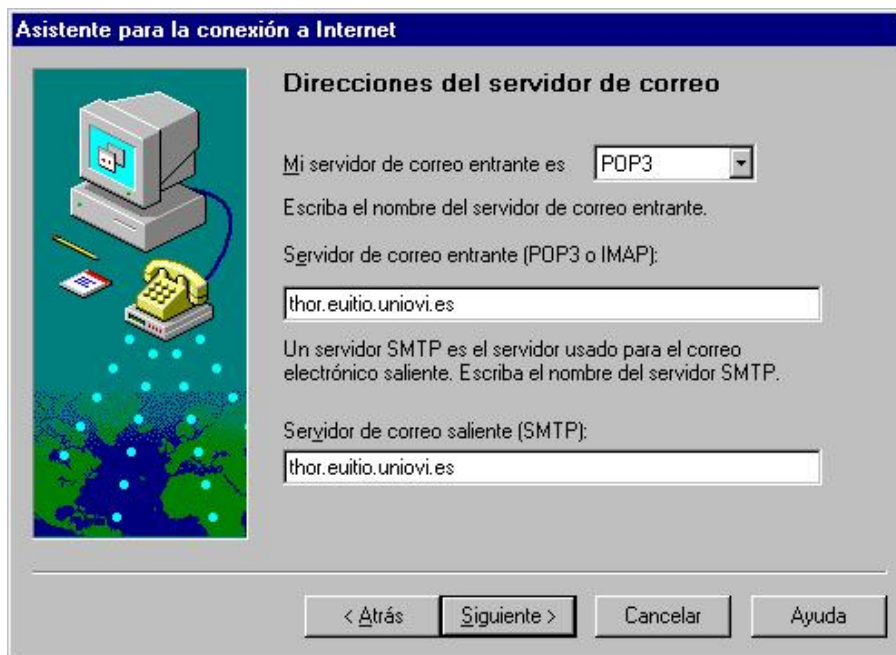 Asistente para la conexión a Internet
Direcciones del servidor de correo
Mi servidor de correo entrante es POP3
Escriba el nombre del servidor de correo entrante.
Servidor de correo entrante (POP3 o IMAP):
thor.euitio.uniovi.es
Un servidor SMTP es el servidor usado para el correo
electrónico saliente. Escriba el nombre del servidor SMTP.
Servidor de correo saliente (SMTP):
thor.euitio.uniovi.es
< Atrás Siguiente > Cancelar Ayuda